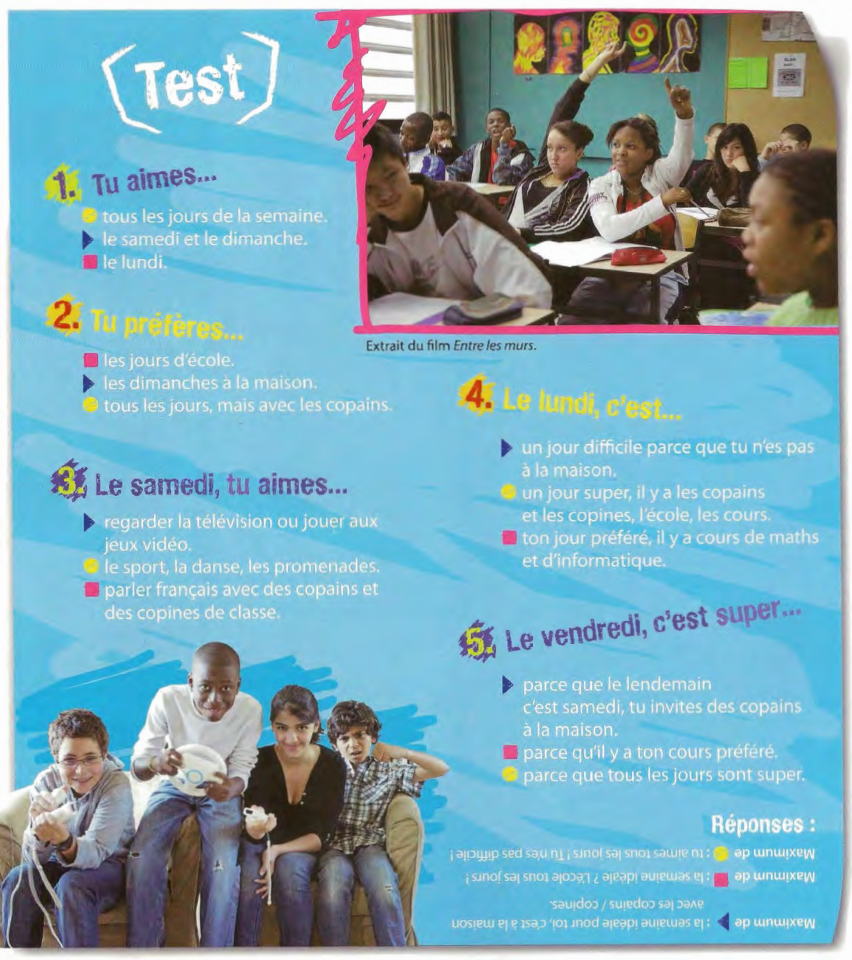 (Test)
1. Tu aimes...
tous les jours de la semaine.
le samedi et le dimanche.
le lundi.
2. Tu préfères...
les jours d'école.
les dimanches à la maison.
tous les jours, mais avec les copains.
3. Le samedi, tu aimes...
regarder la télévision ou jouer aux
jeux vidéo.
le sport, la danse, les promenades.
parler français avec des copains et
des copines de classe.
Extrait du film Entre les murs.
4. Le lundi, c'est...
un jour difficile parce que tu n'es pas
à la maison.
un jour super, il y a les copains
et les copines, l'école, les cours.
ton jour préféré, il y a cours de maths
et d'informatique.
5. Le vendredi, c'est super...
parce que le lendemain
c'est samedi, tu invites des copains
à la maison.
parce qu'il y a ton cours préféré.
parce que tous les jours sont super.
Réponses :
Maximum de ▶ : la semaine idéale pour toi, c'est à la maison
avec les copains / copines.
Maximum de ■ : la semaine idéale ? L'école tous les jours !
Maximum de ● : tu aimes tous les jours ! Tu n'es pas difficile !